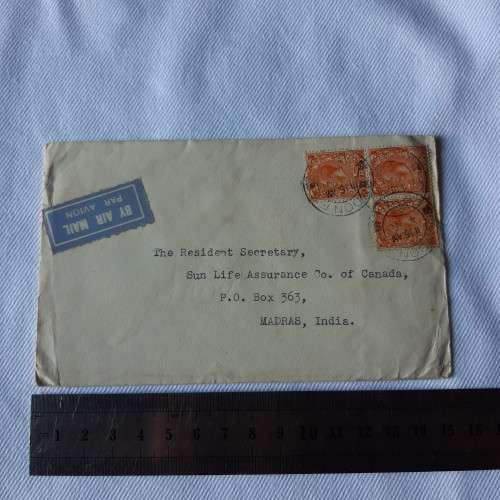 BY AIR MAIL
PAR AVION
The Resident Secretary,
Sun Life Assurance Co. of Canada,
P.O. Box 363,
MADRAS, India.
1 2 3 4 5 6 7 8 9 10 11 12 13 14 15 16